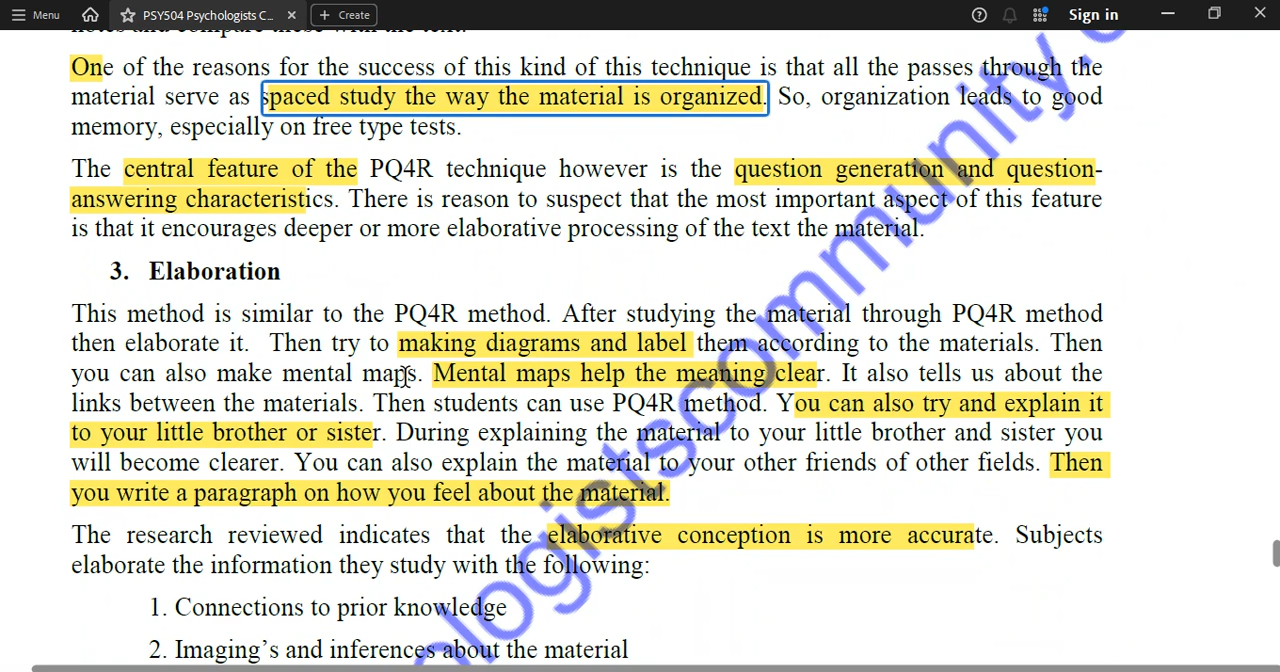 Menu
PSY504 Psychologists C...
Create
Sign in
notes and compare these with the text.
One of the reasons for the success of this kind of this technique is that all the passes through the
material serve as spaced study the way the material is organized. So, organization leads to good
memory, especially on free type tests.
The central feature of the PQ4R technique however is the question generation and question-
answering characteristics. There is reason to suspect that the most important aspect of this feature
is that it encourages deeper or more elaborative processing of the text the material.
3. Elaboration
This method is similar to the PQ4R method. After studying the material through PQ4R method
then elaborate it. Then try to making diagrams and label them according to the materials. Then
you can also make mental maps. Mental maps help the meaning clear. It also tells us about the
links between the materials. Then students can use PQ4R method. You can also try and explain it
to your little brother or sister. During explaining the material to your little brother and sister you
will become clearer. You can also explain the material to your other friends of other fields. Then
you write a paragraph on how you feel about the material.
The research reviewed indicates that the elaborative conception is more accurate. Subjects
elaborate the information they study with the following:
1. Connections to prior knowledge
2. Imaging’s and inferences about the material
ologistscommunity.c